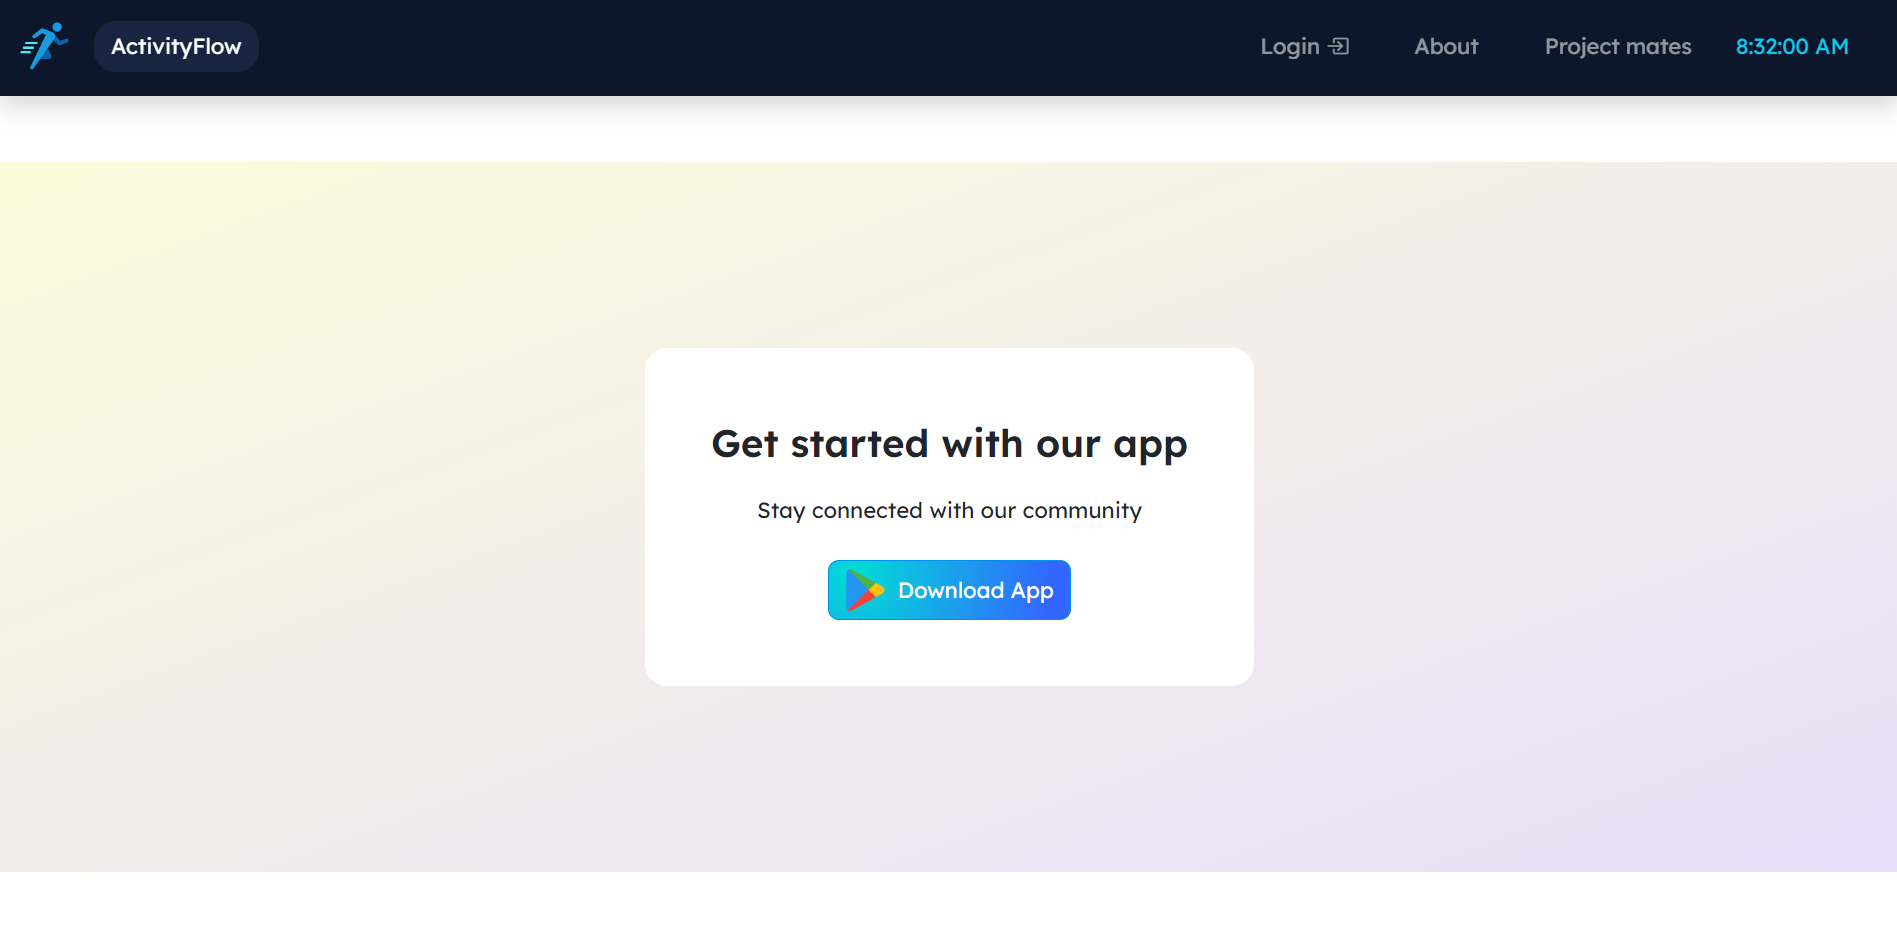 ActivityFlow
Login
About
Project mates
8:32:00 AM
Get started with our app
Stay connected with our community
Download App